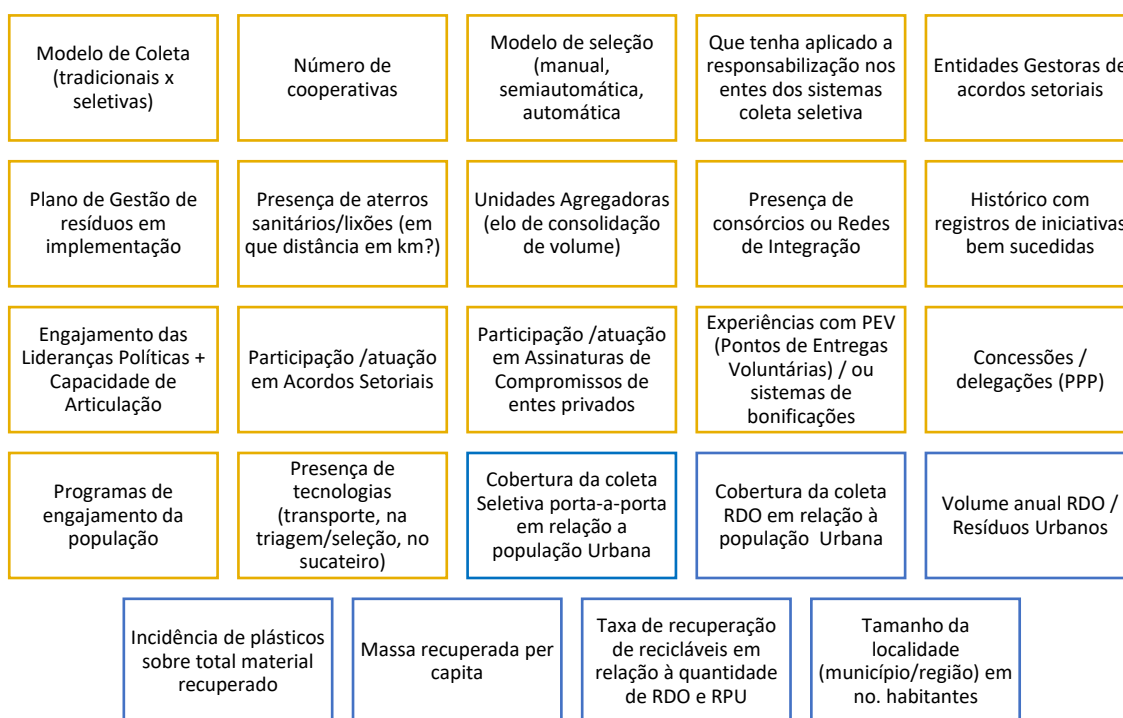 Modelo de Coleta
(tradicionais x
seletivas)
Número de
cooperativas
Modelo de seleção
(manual,
semiautomática,
automática
Que tenha aplicado a
responsabilização nos
entes dos sistemas
coleta seletiva
Entidades Gestoras de
acordos setoriais
Plano de Gestão de
resíduos em
implementação
Presença de aterros
sanitários/lixões (em
que distância em km?)
Unidades Agregadoras
(elo de consolidação
de volume)
Presença de
consórcios ou Redes
de Integração
Histórico com
registros de iniciativas
bem sucedidas
Engajamento das
Lideranças Políticas +
Capacidade de
Articulação
Participação /atuação
em Acordos Setoriais
Participação /atuação
em Assinaturas de
Compromissos de
entes privados
Experiências com PEV
(Pontos de Entregas
Voluntárias) / ou
sistemas de
bonificações
Concessões /
delegações (PPP)
Programas de
engajamento da
população
Presença de
tecnologias
(transporte, na
triagem/seleção, no
sucateiro)
Cobertura da coleta
Seletiva porta-a-porta
em relação a
população Urbana
Cobertura da coleta
RDO em relação à
população Urbana
Volume anual RDO /
Resíduos Urbanos
Incidência de plásticos
sobre total material
recuperado
Massa recuperada per
capita
Taxa de recuperação
de recicláveis em
relação à quantidade
de RDO e RPU
Tamanho da
localidade
(município/região) em
no. habitantes